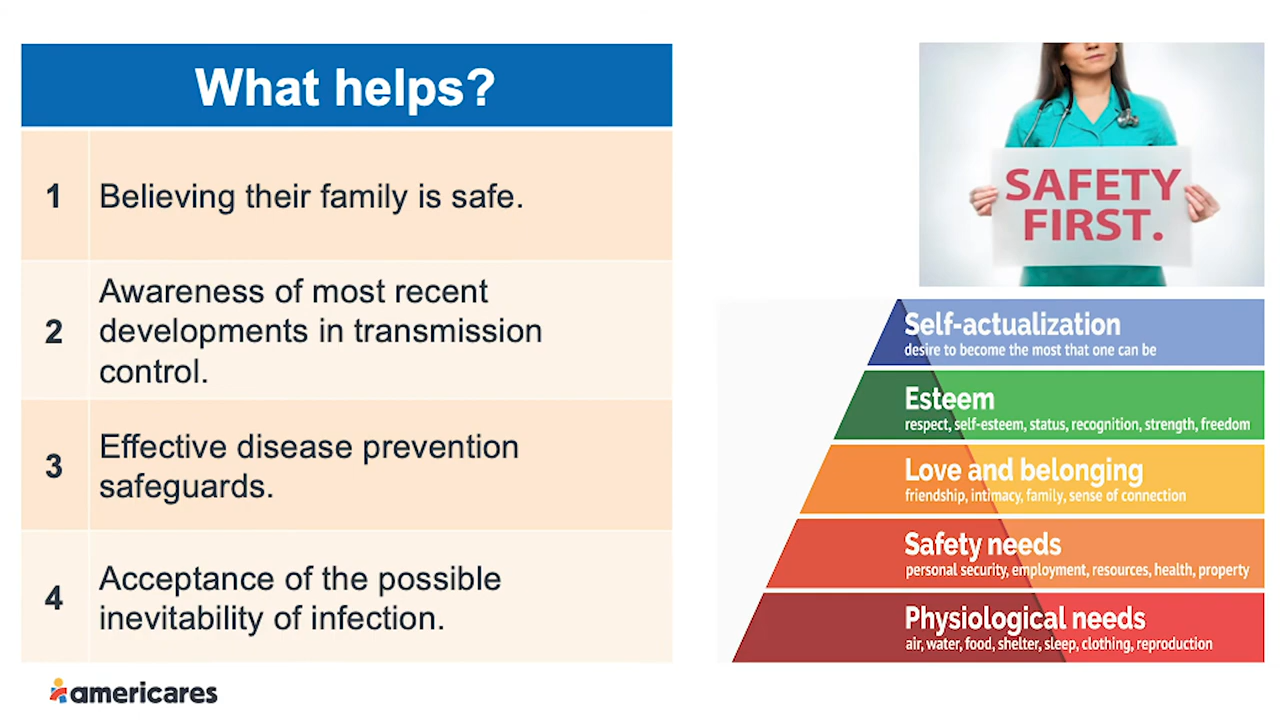 What helps?
1
Believing their family is safe.
2
Awareness of most recent
developments in transmission
control.
3
Effective disease prevention
safeguards.
4
Acceptance of the possible
inevitability of infection.
americares
SAFETY
FIRST.
Self-actualization
desire to become the most that one can be
Esteem
respect, self-esteem, status, recognition, strength, freedom
Love and belonging
friendship, intimacy, family, sense of connection
Safety needs
personal security, employment, resources, health, property
Physiological needs
air, water, food, shelter, sleep, clothing, reproduction